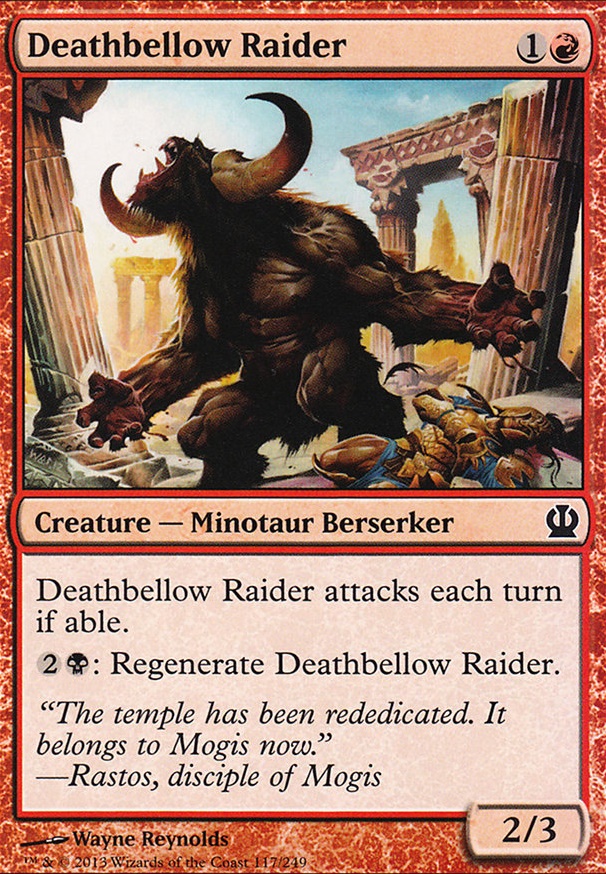 Deathbellow Raider 1
Creature — Minotaur Berserker
Deathbellow Raider attacks each turn
if able.
2: Regenerate Deathbellow Raider.
“The temple has been rededicated. It
belongs to Mogis now.”
—Rastos, disciple of Mogis
2/3
Wayne Reynolds
™ & © 2013 Wizards of the Coast 117/249